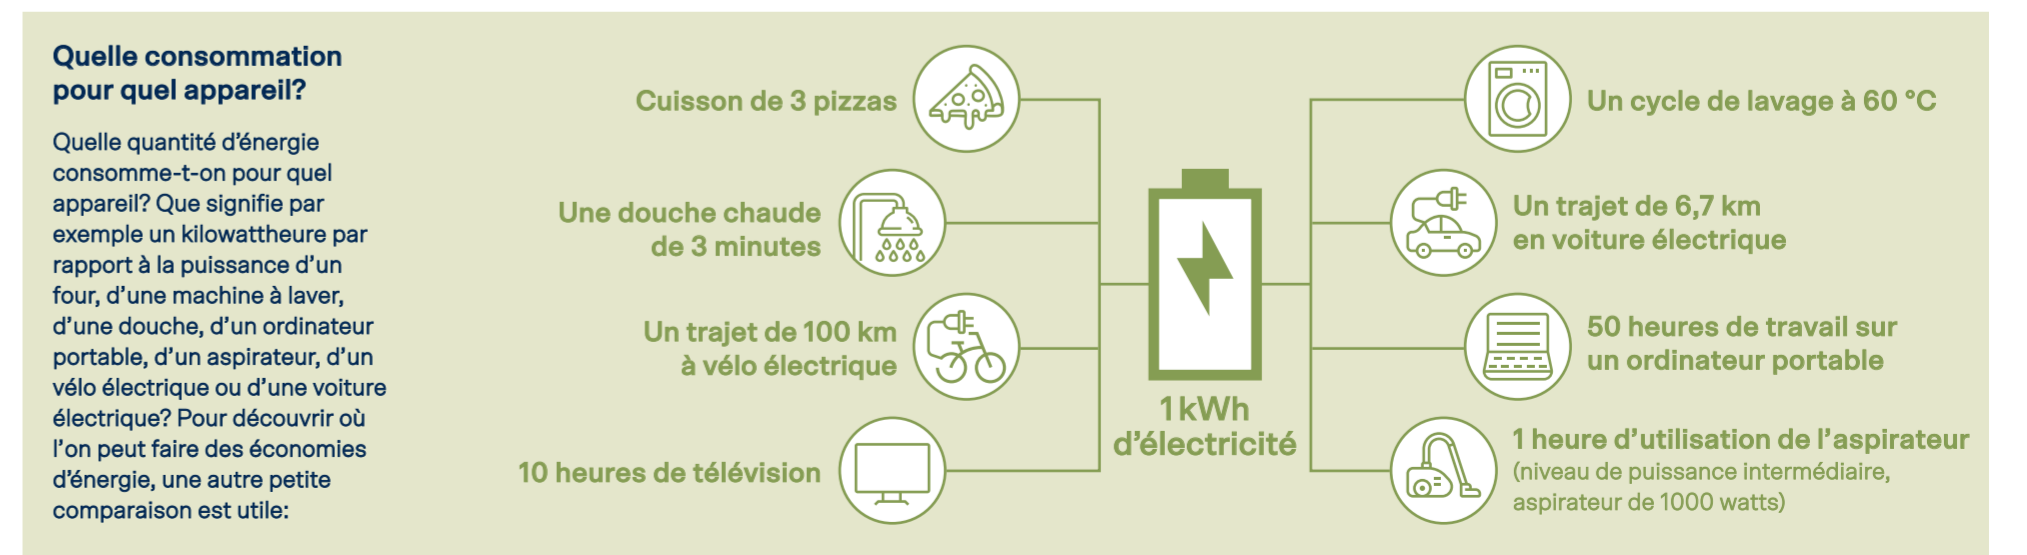 Quelle consommation
pour quel appareil?
Quelle quantité d’énergie
consomme-t-on pour quel
appareil? Que signifie par
exemple un kilowattheure par
rapport à la puissance d’un
four, d’une machine à laver,
d’une douche, d’un ordinateur
portable, d’un aspirateur, d’un
vélo électrique ou d’une voiture
électrique? Pour découvrir où
l’on peut faire des économies
d’énergie, une autre petite
comparaison est utile:
Cuisson de 3 pizzas
Une douche chaude
de 3 minutes
Un trajet de 100 km
à vélo électrique
10 heures de télévision
1 kWh
d’électricité
Un cycle de lavage à 60 °C
Un trajet de 6,7 km
en voiture électrique
50 heures de travail sur
un ordinateur portable
1 heure d’utilisation de l’aspirateur
(niveau de puissance intermédiaire,
aspirateur de 1000 watts)